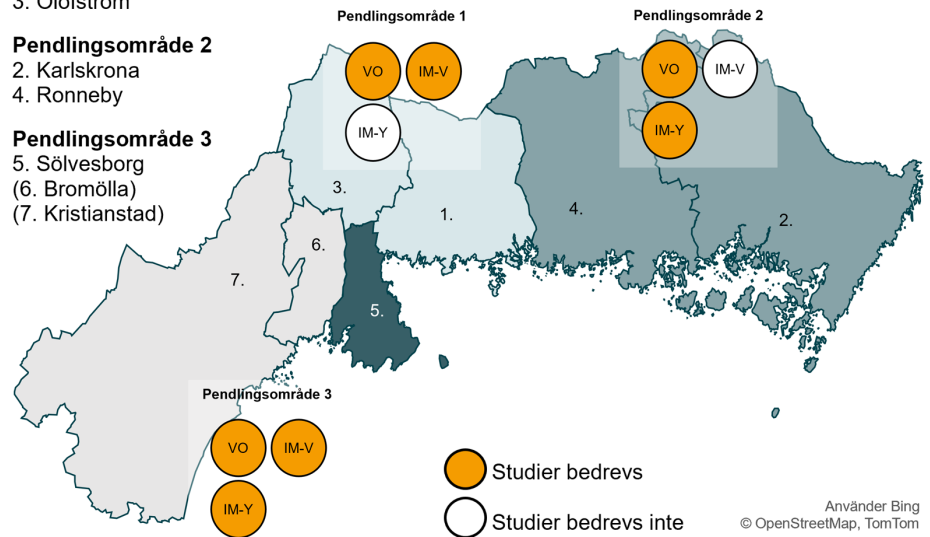 3. Olofström
Pendlingsområde 2
2. Karlskrona
4. Ronneby
Pendlingsområde 3
5. Sölvesborg
(6. Bromölla)
(7. Kristianstad)
Pendlingsområde 1
VO
IM-V
IM-Y
Pendlingsområde 2
VO
IM-V
IM-Y
3.
1.
4.
2.
6.
7.
5.
Pendlingsområde 3
VO
IM-V
IM-Y
Studier bedrevs
Studier bedrevs inte
Använder Bing
© OpenStreetMap, TomTom